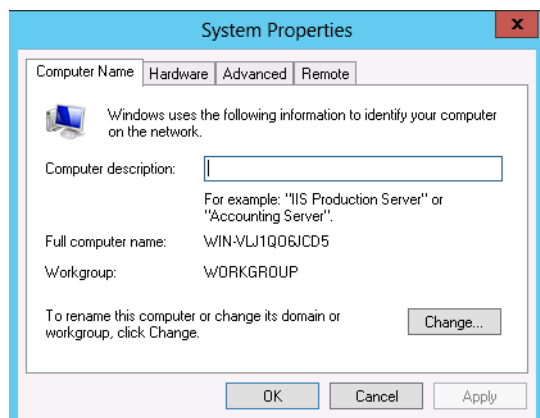 System Properties
x
Computer Name Hardware Advanced Remote
Windows uses the following information to identify your computer
on the network.
Computer description:
For example: "IIS Production Server" or
"Accounting Server".
Full computer name: WIN-VLJ1QO6JCD5
Workgroup: WORKGROUP
To rename this computer or change its domain or
workgroup, click Change.
Change...
OK Cancel Apply